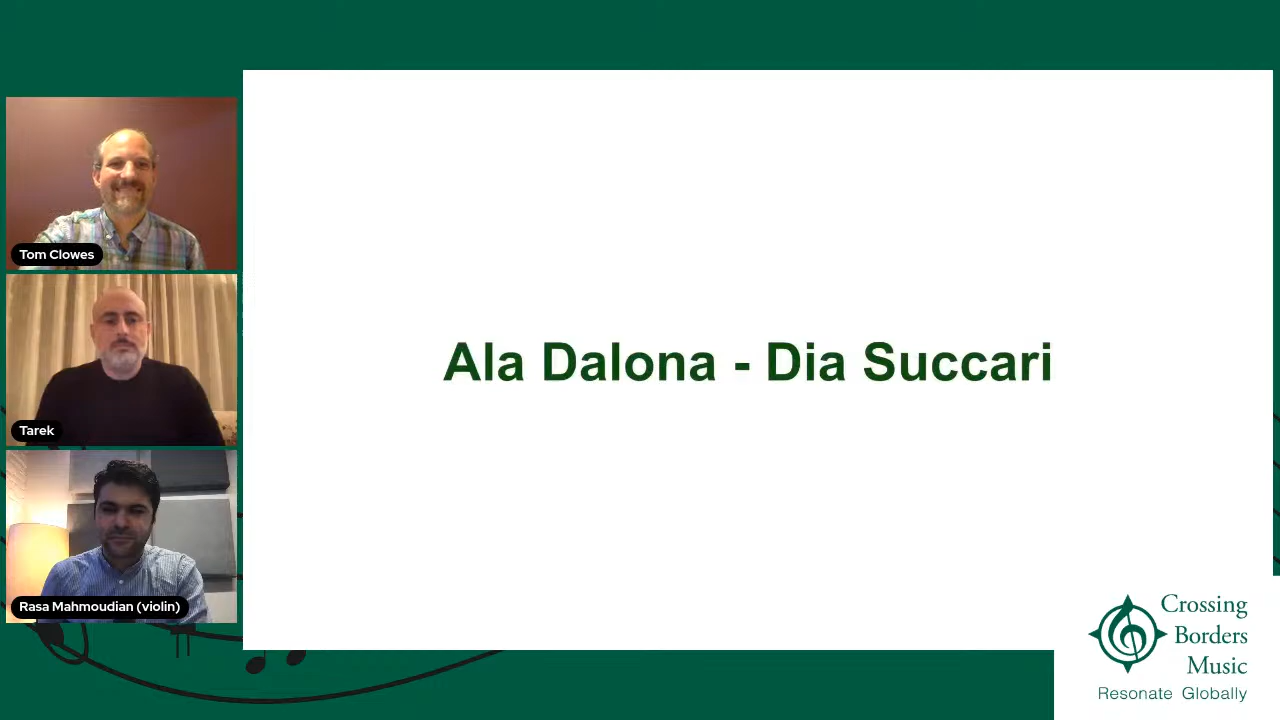 Tom Clowes
Tarek
Rasa Mahmoudian (violin)
Ala Dalona - Dia Succari
Crossing
Borders
Music
Resonate Globally